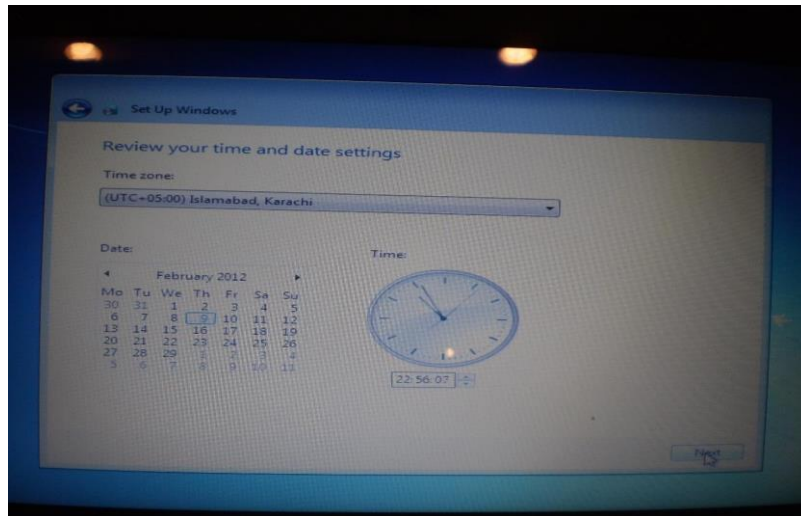 Set Up Windows
Review your time and date settings
Time zone:
(UTC+05:00) Islamabad, Karachi
Date:
February 2012
Mo Tu We Th Fr Sa Su
30 31 1 2 3 4 5
6 7 8 9 10 11 12
13 14 15 16 17 18 19
20 21 22 23 24 25 26
27 28 29 1 2 3 4
5 6 7 8 9 10 11
Time:
22:56:07
Next